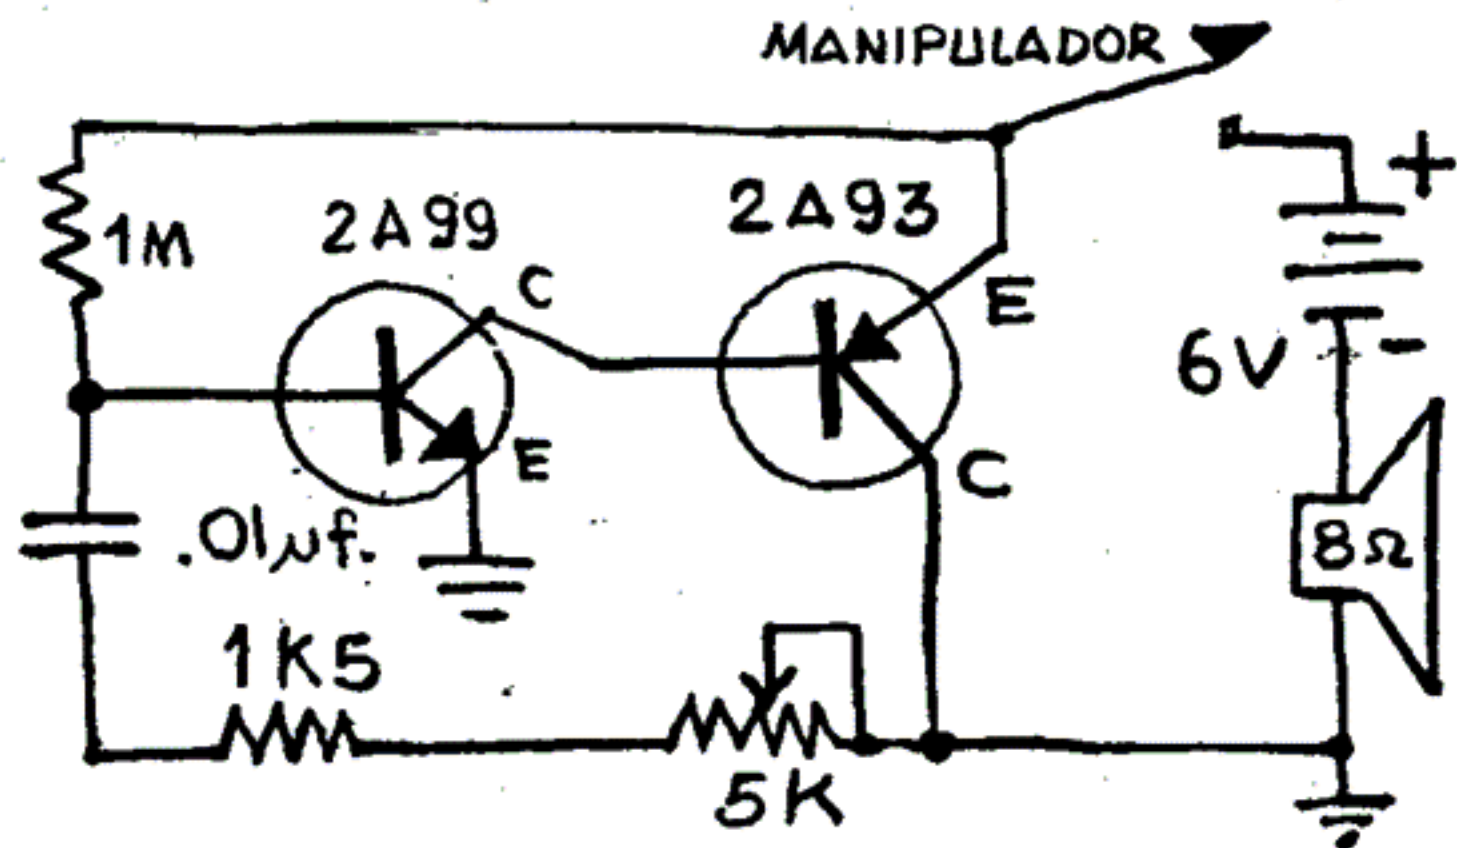 MANIPULADOR
+
2A99
2A93
1M
C
E
6V
-
E
C
.01µf.
8Ω
1K5
5K